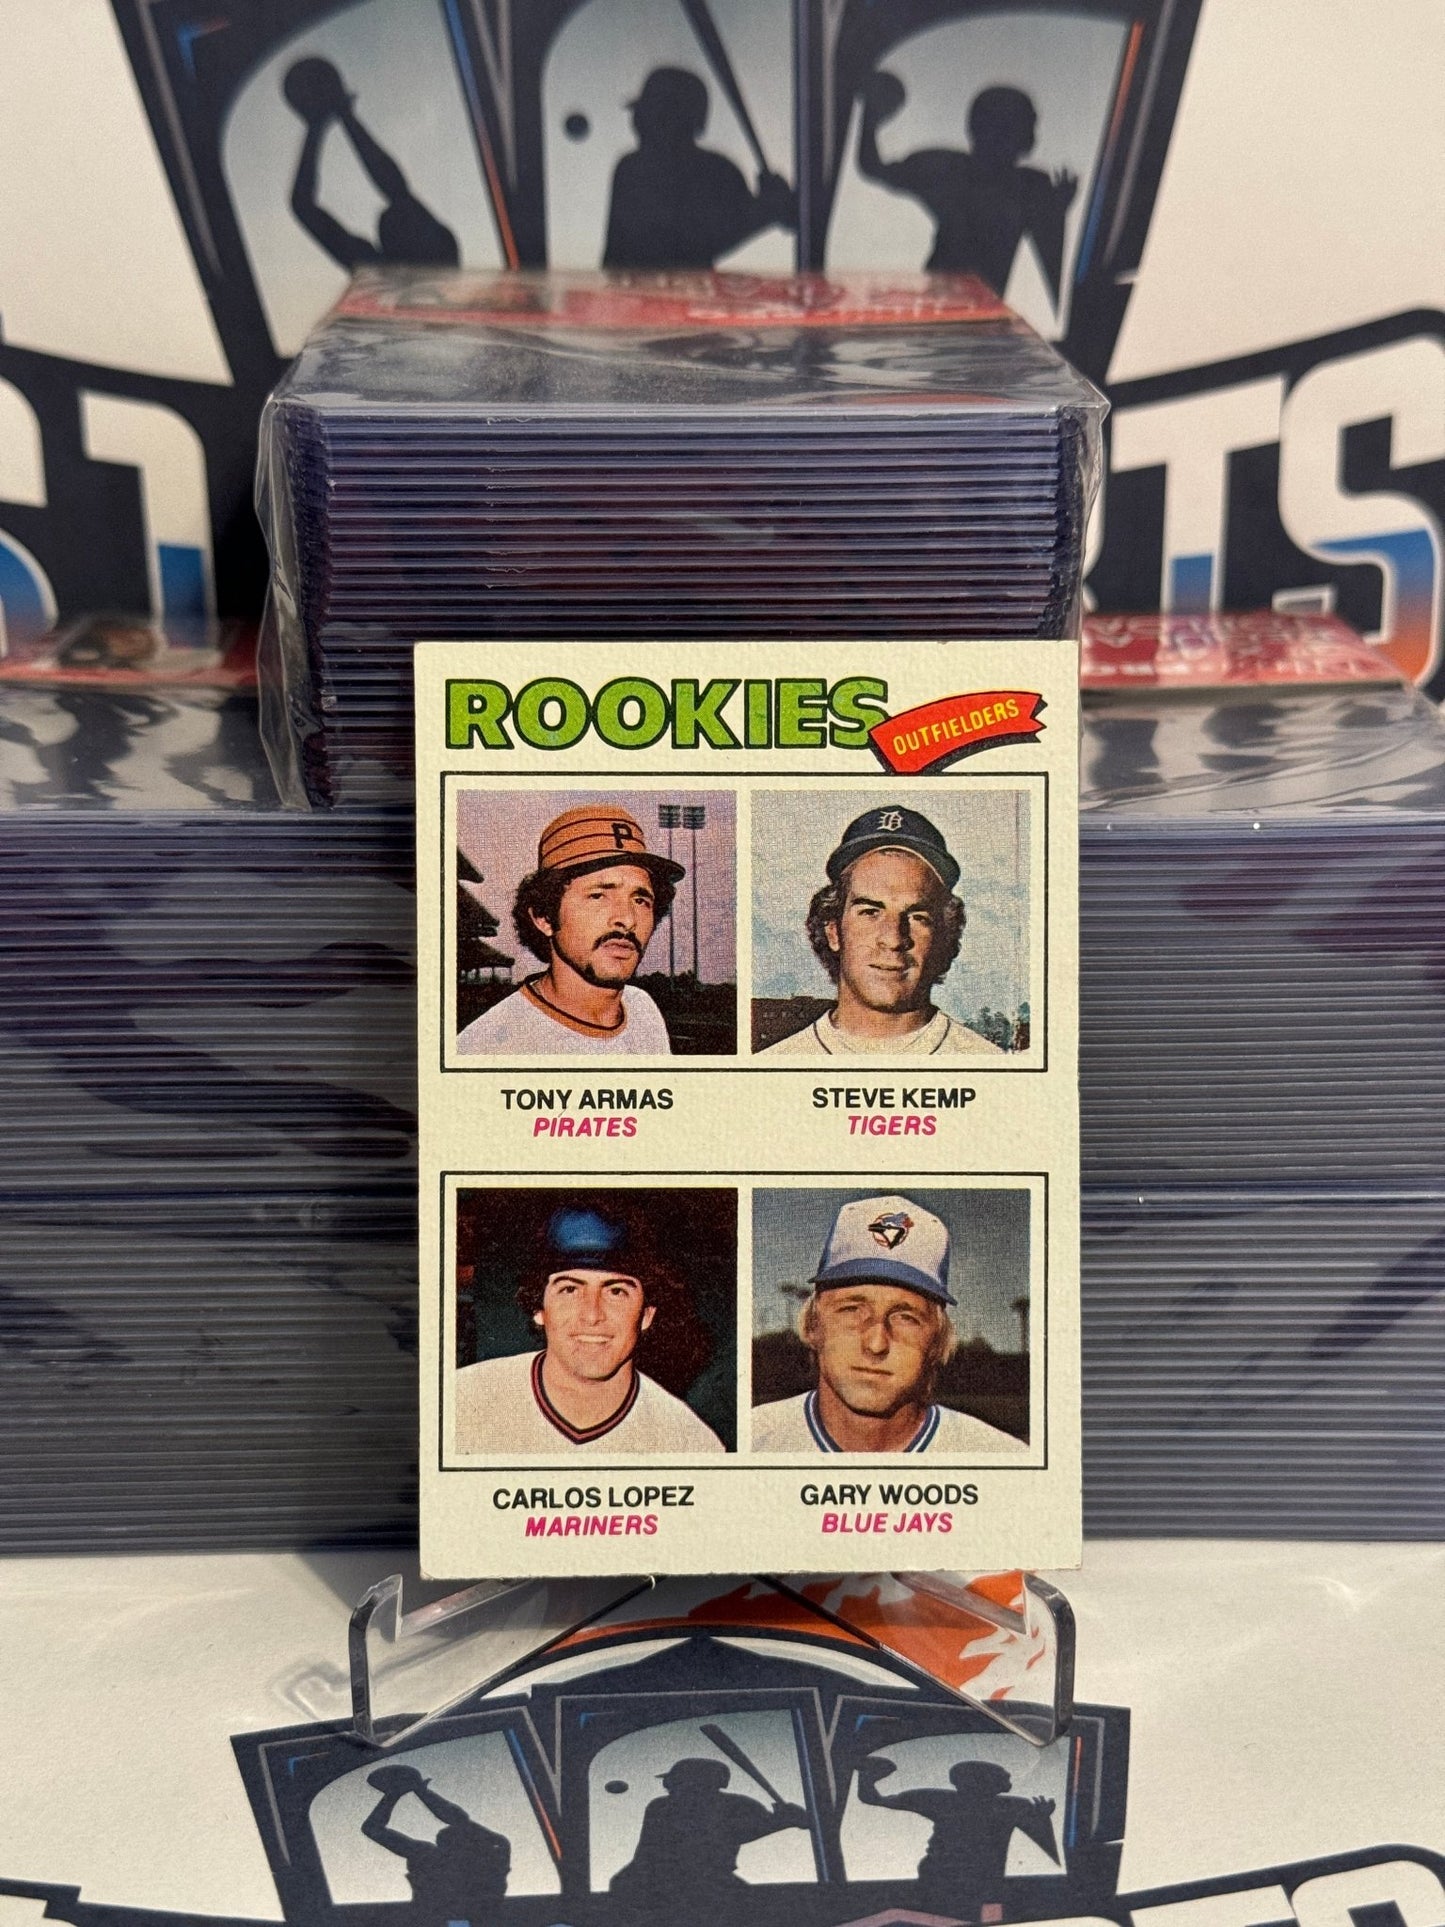 ROOKIES
OUTFIELDERS
P
D
TONY ARMAS
PIRATES
STEVE KEMP
TIGERS
CARLOS LOPEZ
MARINERS
GARY WOODS
BLUE JAYS